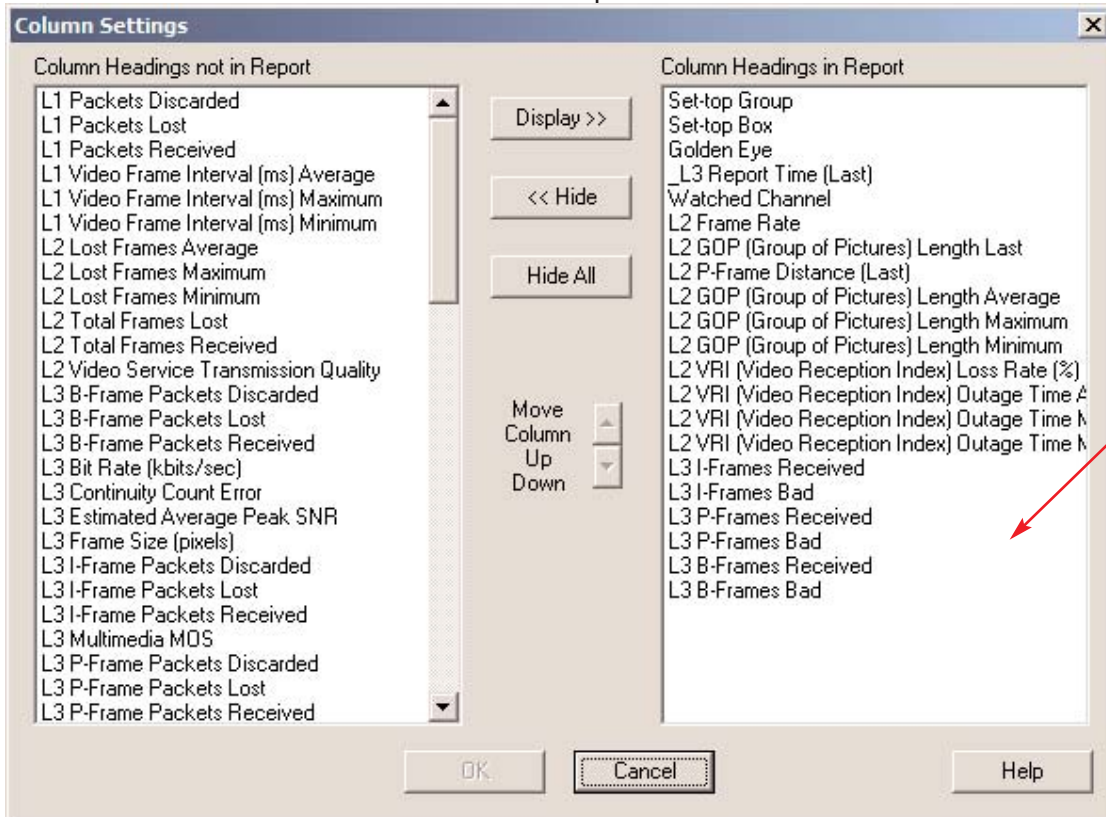 Column Settings
Column Headings not in Report
L1 Packets Discarded
L1 Packets Lost
L1 Packets Received
L1 Video Frame Interval (ms) Average
L1 Video Frame Interval (ms) Maximum
L1 Video Frame Interval (ms) Minimum
L2 Lost Frames Average
L2 Lost Frames Maximum
L2 Lost Frames Minimum
L2 Total Frames Lost
L2 Total Frames Received
L2 Video Service Transmission Quality
L3 B-Frame Packets Discarded
L3 B-Frame Packets Lost
L3 B-Frame Packets Received
L3 Bit Rate (kbits/sec)
L3 Continuity Count Error
L3 Estimated Average Peak SNR
L3 Frame Size (pixels)
L3 I-Frame Packets Discarded
L3 I-Frame Packets Lost
L3 I-Frame Packets Received
L3 Multimedia MOS
L3 P-Frame Packets Discarded
L3 P-Frame Packets Lost
L3 P-Frame Packets Received
Display >>
<< Hide
Hide All
Move
Column
Up
Down
Column Headings in Report
Set-top Group
Set-top Box
Golden Eye
_L3 Report Time (Last)
Watched Channel
L2 Frame Rate
L2 GOP (Group of Pictures) Length Last
L2 P-Frame Distance (Last)
L2 GOP (Group of Pictures) Length Average
L2 GOP (Group of Pictures) Length Maximum
L2 GOP (Group of Pictures) Length Minimum
L2 VRI (Video Reception Index) Loss Rate (%)
L2 VRI (Video Reception Index) Outage Time
L2 VRI (Video Reception Index) Outage Time
L2 VRI (Video Reception Index) Outage Time
L3 I-Frames Received
L3 I-Frames Bad
L3 P-Frames Received
L3 P-Frames Bad
L3 B-Frames Received
L3 B-Frames Bad
OK
Cancel
Help